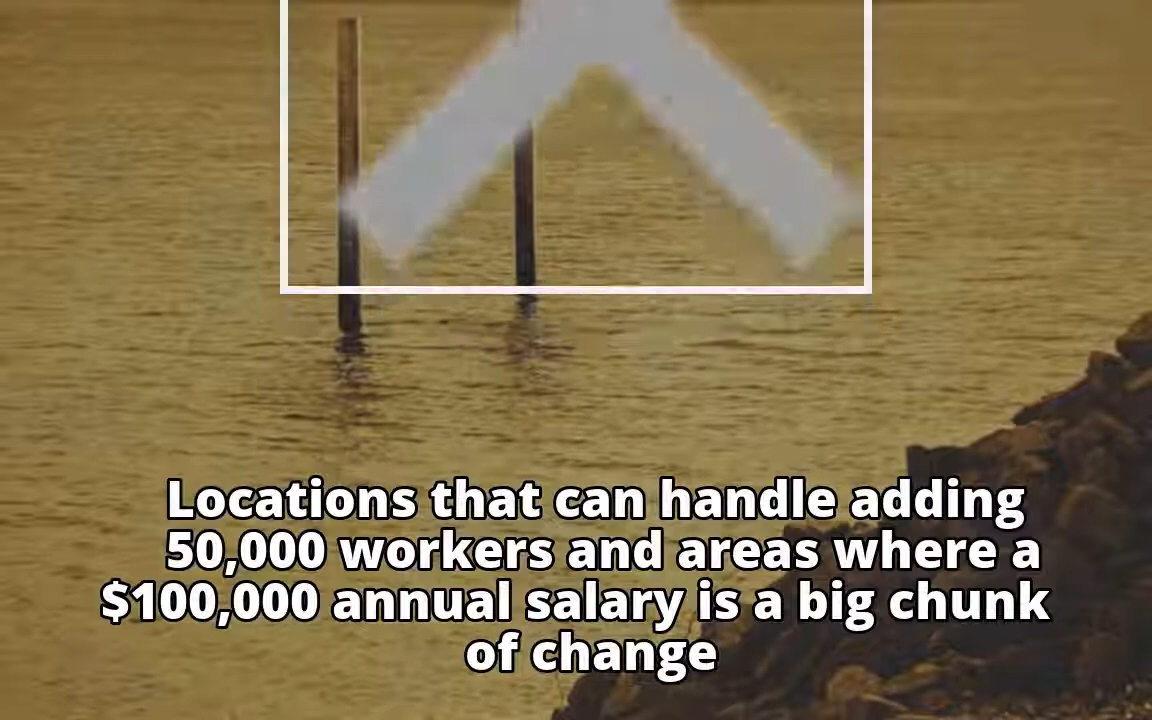 Locations that can handle adding
50,000 workers and areas where a
$100,000 annual salary is a big chunk
of change